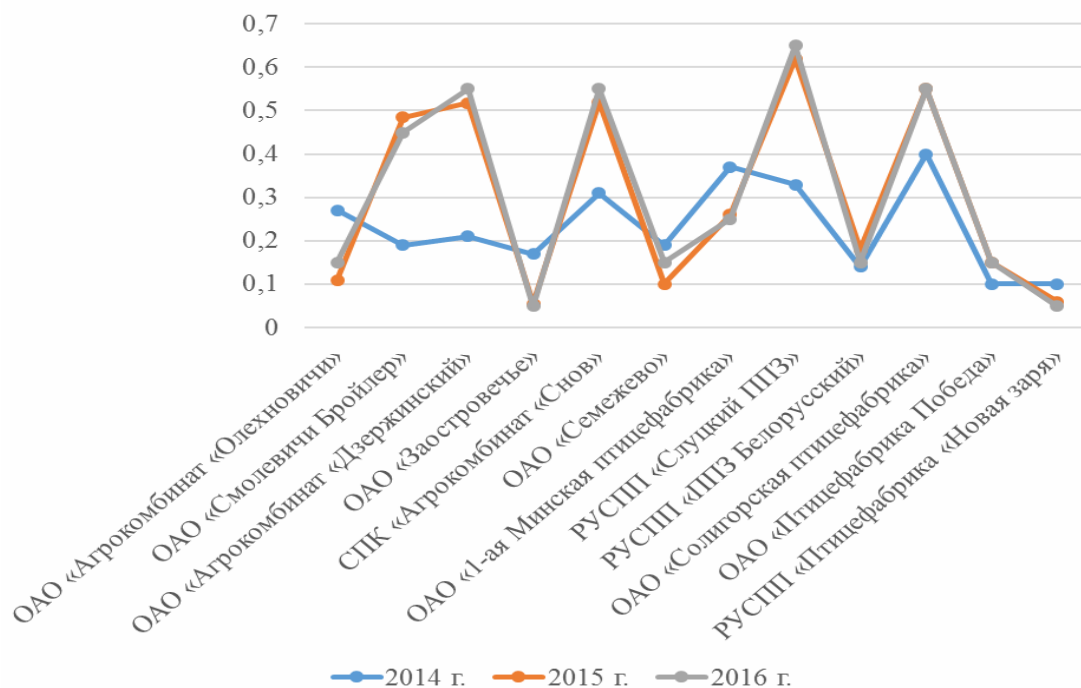 0,7
0,6
0,5
0,4
0,3
0,2
0,1
0
ОАО «Агрокомбинат «Олехновичи»
ОАО «Смолевичи Бройлер»
ОАО «Агрокомбинат «Дзержинский»
ОАО «Заостровечье»
СПК «Агрокомбинат «Снов»
ОАО «Семежево»
ОАО «1-ая Минская птицефабрика»
РУСПП «Слуцкий ППЗ»
РУСПП «ППЗ Белорусский»
ОАО «Солигорская птицефабрика»
ОАО «Птицефабрика Победа»
РУСПП «Птицефабрика «Новая заря»
2014 г. 2015 г. 2016 г.